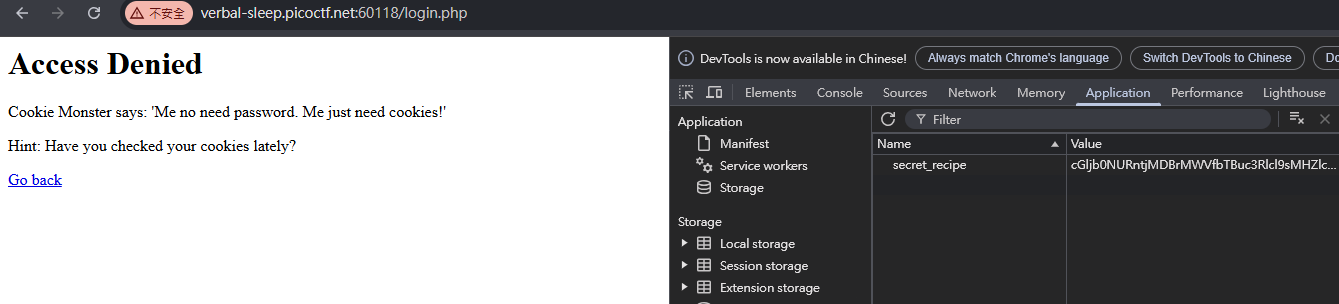 不安全 verbal-sleep.picoctf.net:60118/login.php
Access Denied
Cookie Monster says: 'Me no need password. Me just need cookies!'
Hint: Have you checked your cookies lately?
Go back
DevTools is now available in Chinese! Always match Chrome's language Switch DevTools to Chinese Do
Elements Console Sources Network Memory Application Performance Lighthouse
Application
Manifest
Service workers
Storage
Storage
Local storage
Session storage
Extension storage
Filter
Name Value
secret_recipe cGljb0NURntjMDBrMWVfbTBuc3Rlcl9sMHZlc...